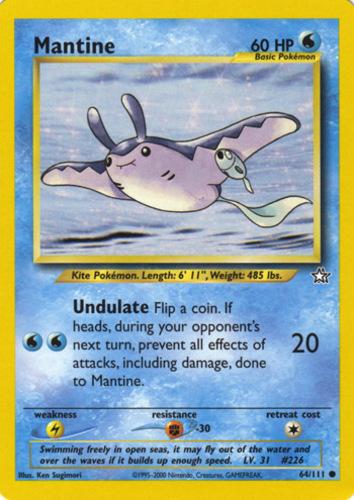 Mantine 60 HP
Basic Pokémon
Kite Pokémon. Length: 6' 11", Weight: 485 lbs.
Undulate Flip a coin. If
heads, during your opponent's
next turn, prevent all effects of
attacks, including damage, done
to Mantine.
20
weakness resistance retreat cost
-30
Swimming freely in open seas, it may fly out of the water and
over the waves if it builds up enough speed. LV. 31 #226
Illus. Ken Sugimori ©1995-2000 Nintendo, Creatures, GAMEFREAK. 64/111